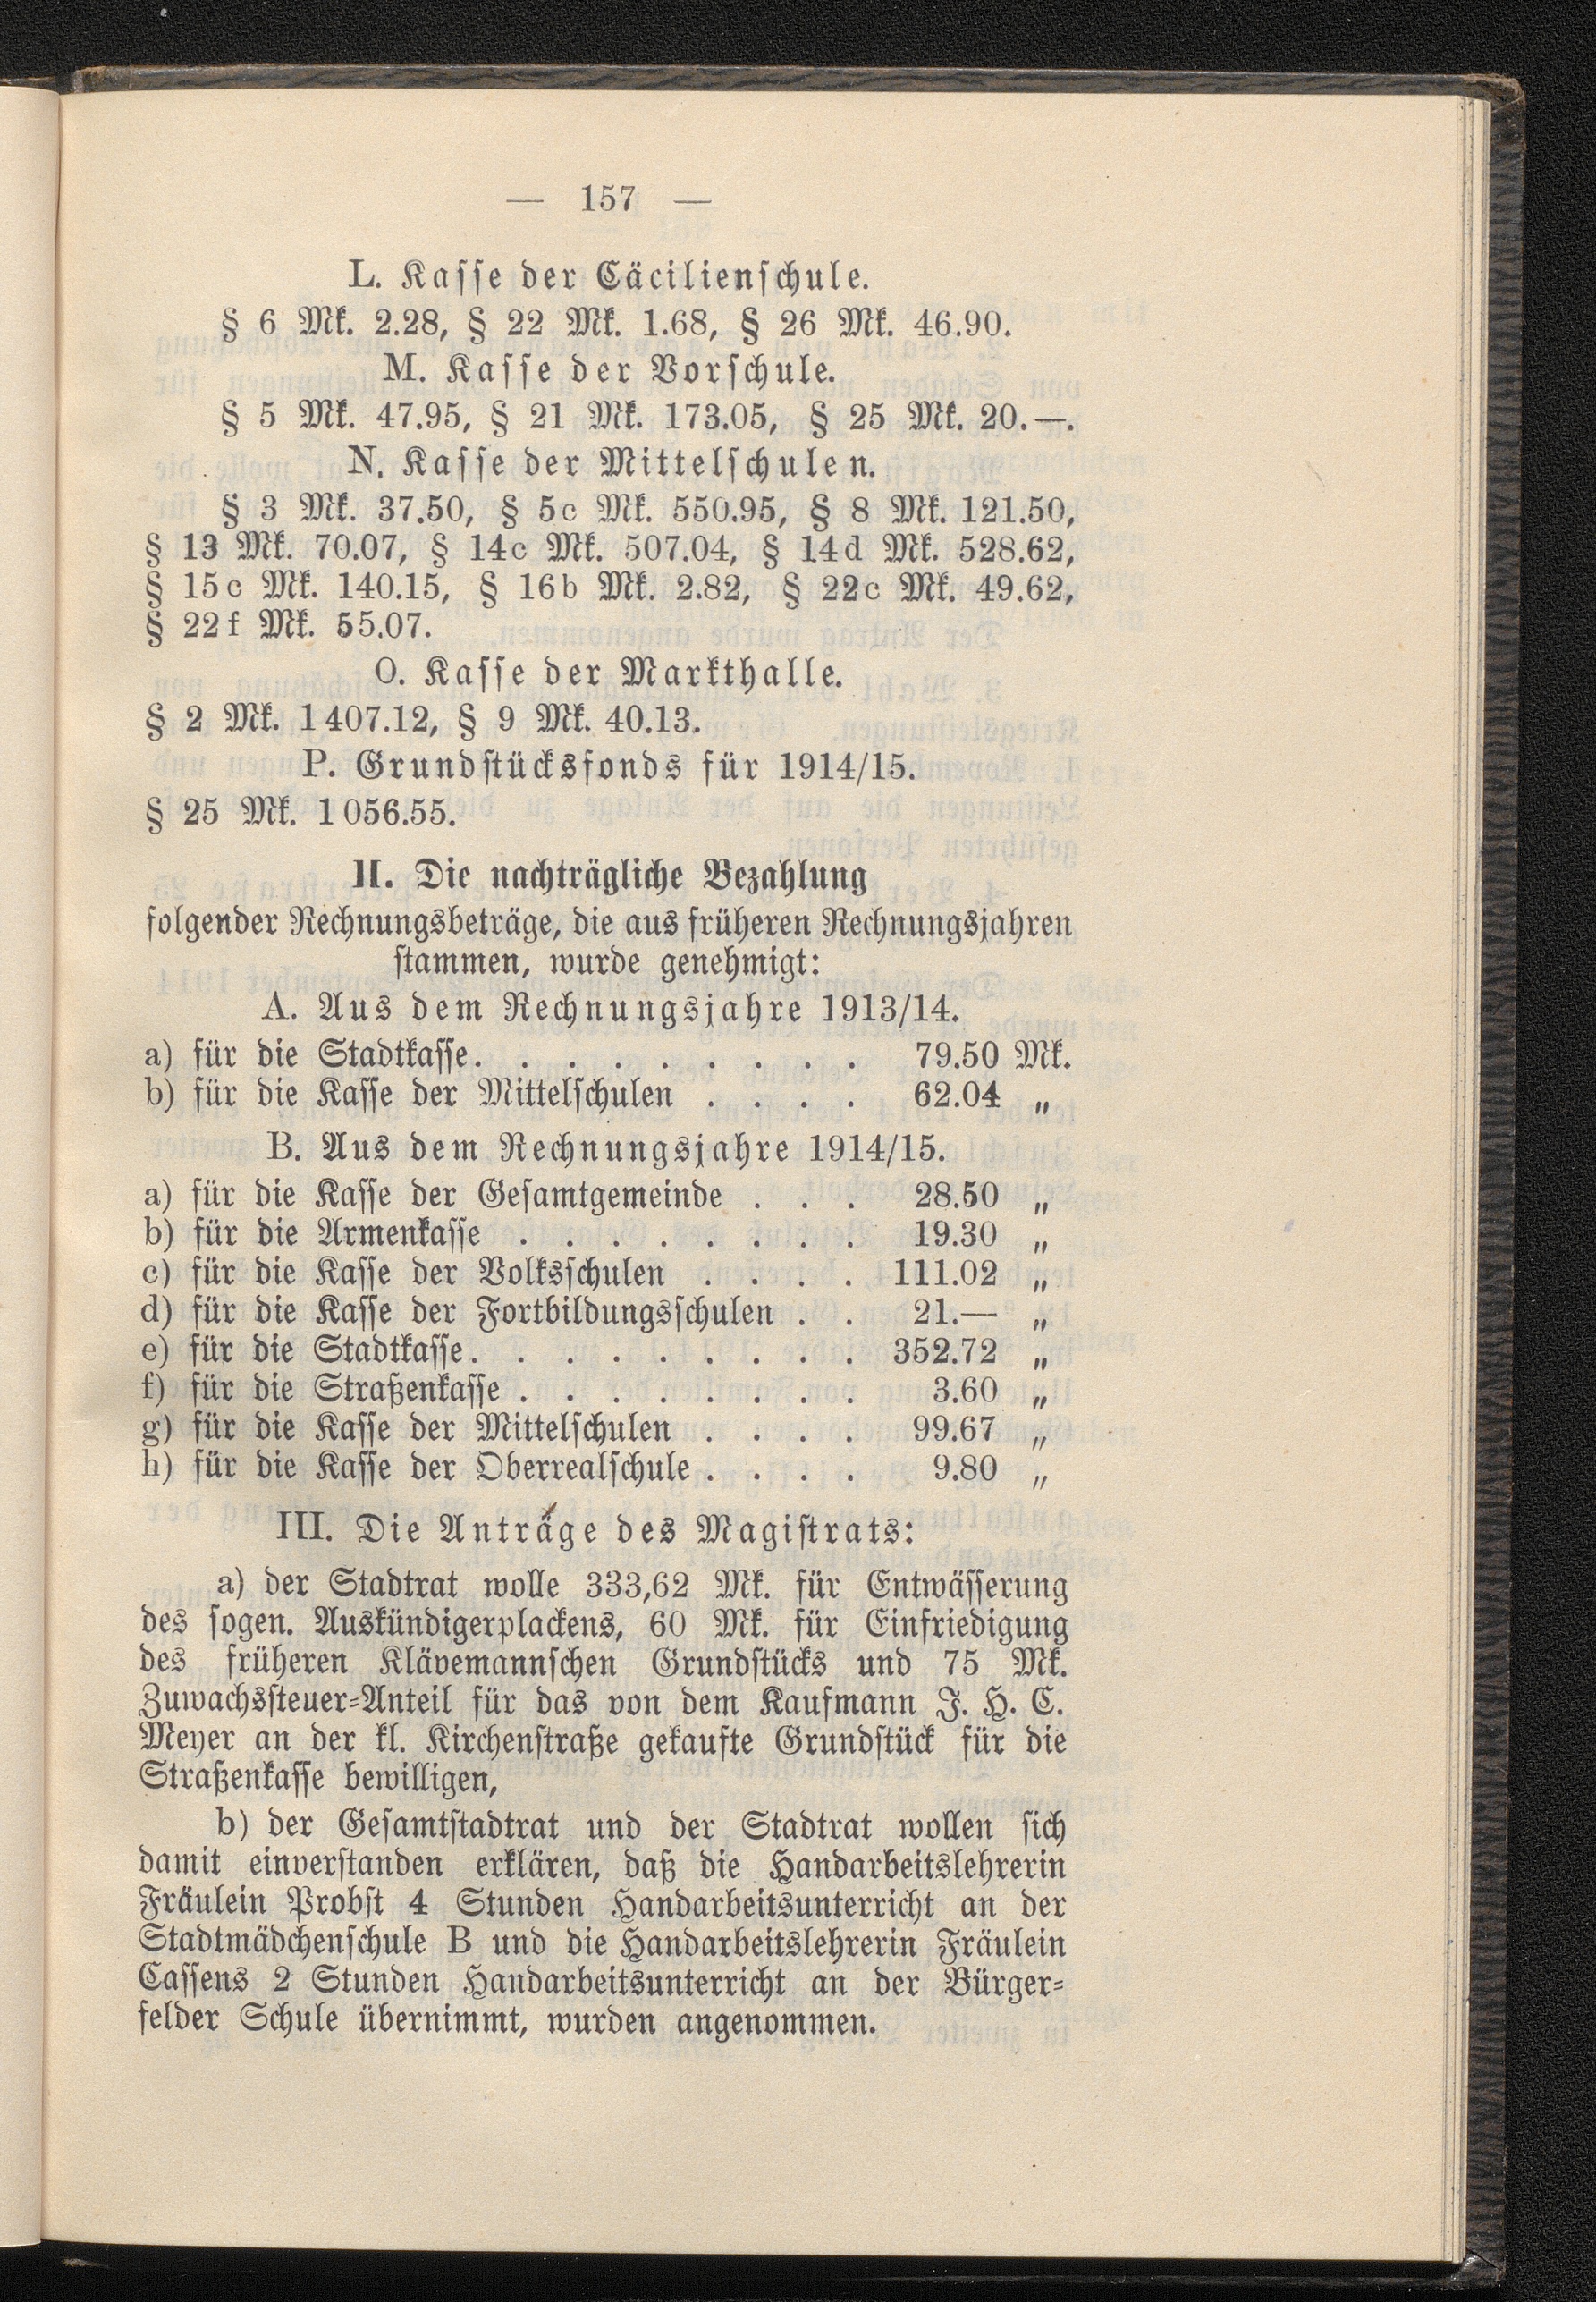 — 157 —
L. Kasse der Cäcilienschule.
§ 6 Mk. 2.28, § 22 Mk. 1.68, § 26 Mk. 46.90.
M. Kasse der Vorschule.
§ 5 Mk. 47.95, § 21 Mk. 173.05, § 25 Mk. 20.—.
N. Kasse der Mittelschulen.
§ 3 Mk. 37.50, § 5c Mk. 550.95, § 8 Mk. 121.50,
§ 13 Mk. 70.07, § 14c Mk. 507.04, § 14d Mk. 528.62,
§ 15c Mk. 140.15, § 16b Mk. 2.82, § 22c Mk. 49.62,
§ 22f Mk. 55.07.
O. Kasse der Markthalle.
§ 2 Mk. 1407.12, § 9 Mk. 40.13.
P. Grundstücksfonds für 1914/15.
§ 25 Mk. 1056.55.
II. Die nachträgliche Bezahlung
folgender Rechnungsbeträge, die aus früheren Rechnungsjahren
stammen, wurde genehmigt:
A. Aus dem Rechnungsjahre 1913/14.
a) für die Stadtkasse. . . . . . . . . 79.50 Mk.
b) für die Kasse der Mittelschulen . . . . 62.04 „
B. Aus dem Rechnungsjahre 1914/15.
a) für die Kasse der Gesamtgemeinde . . . 28.50 „
b) für die Armenkasse . . . . . . . . 19.30 „
c) für die Kasse der Volksschulen . . . . 111.02 „
d) für die Kasse der Fortbildungsschulen . . 21.— „
e) für die Stadtkasse. . . . . . . . . 352.72 „
f) für die Straßenkasse . . . . . . . . 3.60 „
g) für die Kasse der Mittelschulen . . . . 99.67 „
h) für die Kasse der Oberrealschule . . . . 9.80 „
III. Die Anträge des Magistrats:
a) der Stadtrat wolle 333,62 Mk. für Entwässerung
des sogen. Auskündigerplackens, 60 Mk. für Einfriedigung
des früheren Klävemannschen Grundstücks und 75 Mk.
Zuwachssteuer-Anteil für das von dem Kaufmann J. H. C.
Meyer an der kl. Kirchenstraße gekaufte Grundstück für die
Straßenkasse bewilligen,
b) der Gesamtstadtrat und der Stadtrat wollen sich
damit einverstanden erklären, daß die Handarbeitslehrerin
Fräulein Probst 4 Stunden Handarbeitsunterricht an der
Stadtmädchenschule B und die Handarbeitslehrerin Fräulein
Cassens 2 Stunden Handarbeitsunterricht an der Bürger-
felder Schule übernimmt, wurden angenommen.